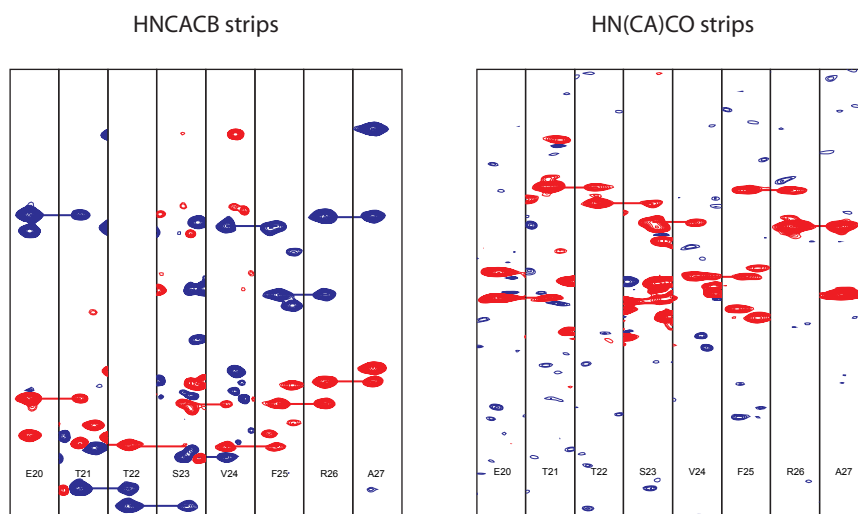 HNCACB strips
HN(CA)CO strips
E20 T21 T22 S23 V24 F25 R26 A27
E20 T21 T22 S23 V24 F25 R26 A27